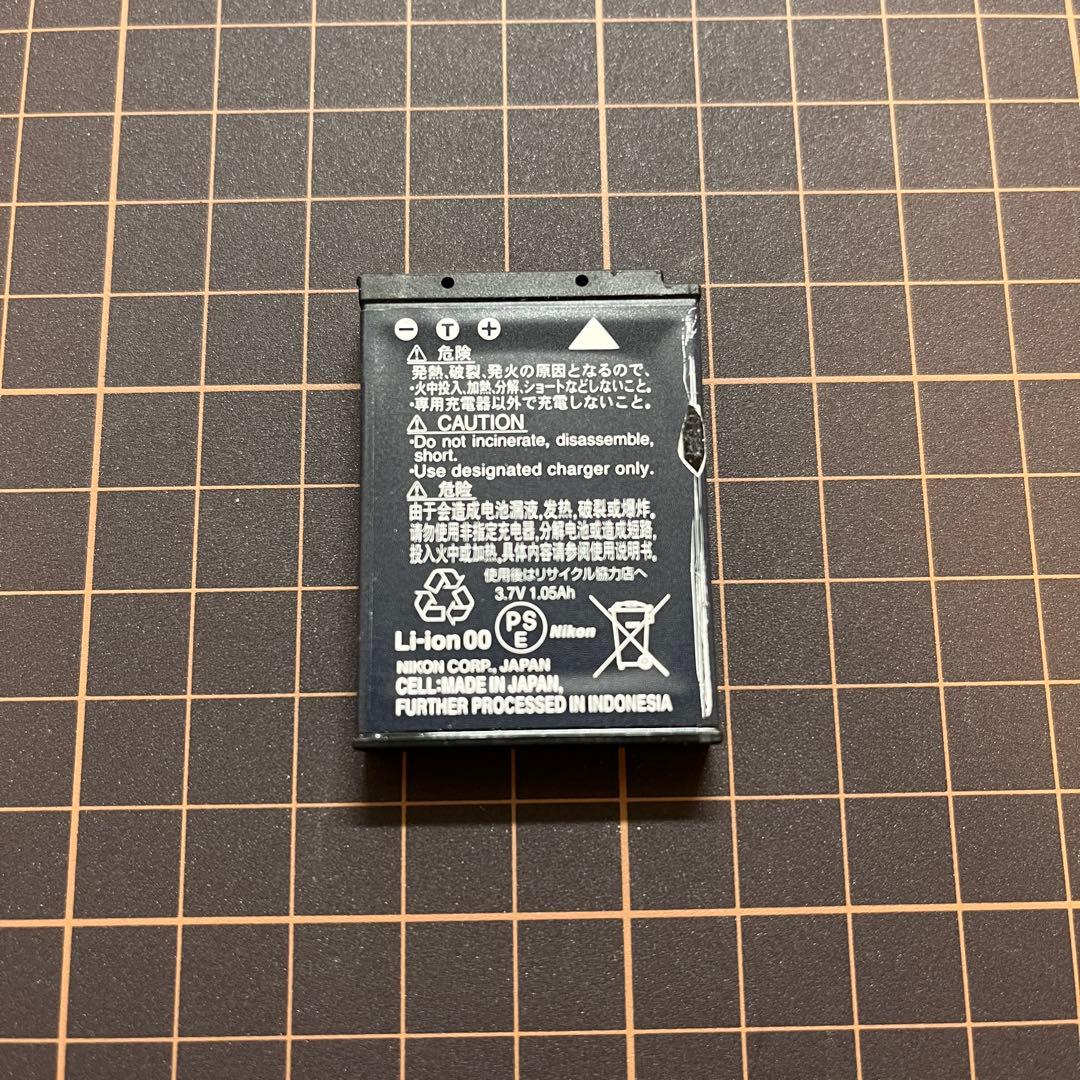 − T +
⚠ 危険
発熱、破裂、発火の原因となるので、
・火中投入、加熱、分解、ショートなどしないこと。
・専用充電器以外で充電しないこと。
⚠ CAUTION
・Do not incinerate, disassemble,
short.
・Use designated charger only.
⚠ 危险
由于会造成电池漏液,发热,破裂或爆炸.
请勿使用非指定充电器,分解电池或造成短路,
投入火中或加热.具体内容请参阅使用说明书.
使用後はリサイクル協力店へ
3.7V 1.05Ah
Li-ion 00
PS
E
Nikon
NIKON CORP., JAPAN
CELL:MADE IN JAPAN,
FURTHER PROCESSED IN INDONESIA